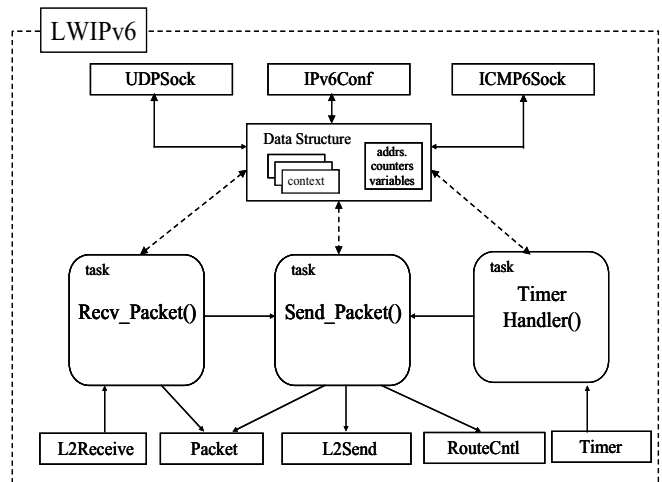 LWIPv6
UDPSock
IPv6Conf
ICMP6Sock
Data Structure
context
addrs.
counters
variables
task
Recv_Packet()
task
Send_Packet()
task
Timer
Handler()
L2Receive
Packet
L2Send
RouteCntl
Timer